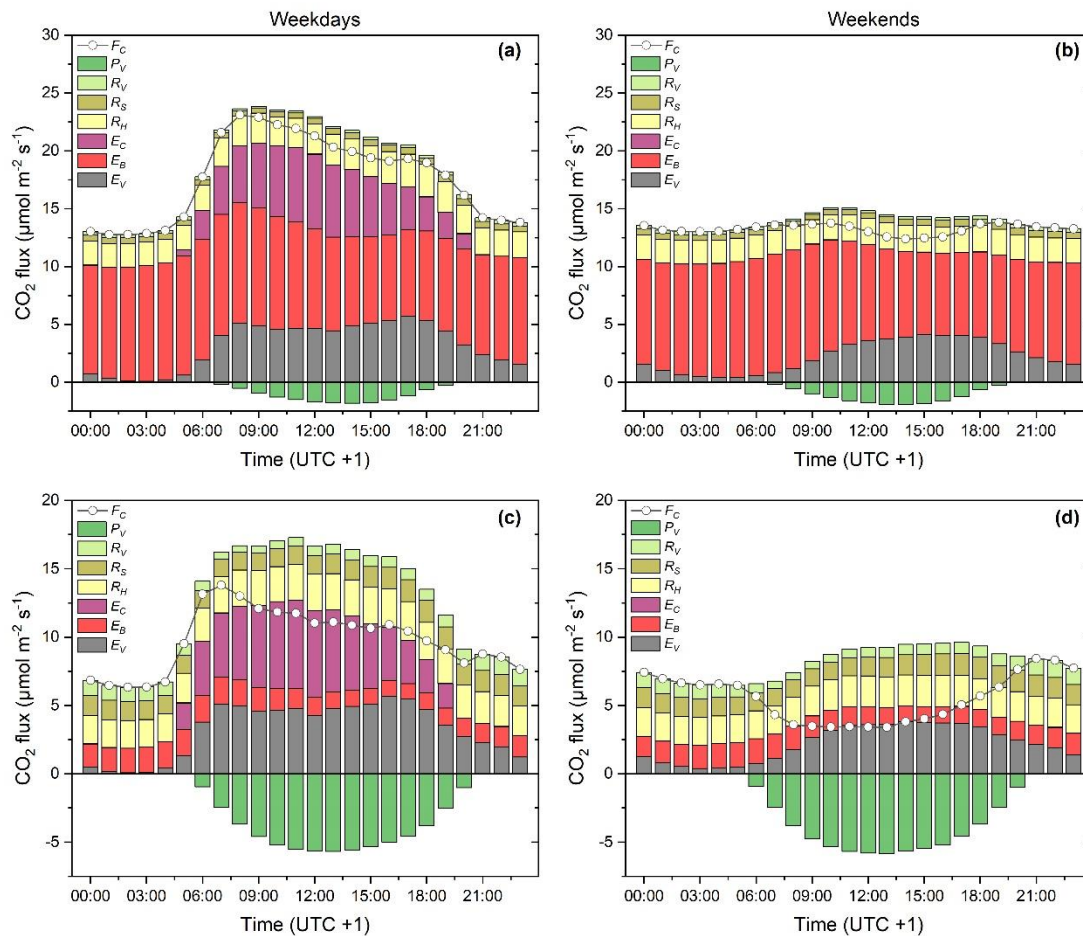 Weekdays
Weekends
(a)
F_C
P_V
R_V
R_S
R_H
E_C
E_B
E_V
CO₂ flux (µmol m⁻² s⁻¹)
30
25
20
15
10
5
0
00:00 03:00 06:00 09:00 12:00 15:00 18:00 21:00
Time (UTC +1)
(b)
F_C
P_V
R_V
R_S
R_H
E_C
E_B
E_V
CO₂ flux (µmol m⁻² s⁻¹)
30
25
20
15
10
5
0
00:00 03:00 06:00 09:00 12:00 15:00 18:00 21:00
Time (UTC +1)
(c)
F_C
P_V
R_V
R_S
R_H
E_C
E_B
E_V
CO₂ flux (µmol m⁻² s⁻¹)
20
15
10
5
0
-5
00:00 03:00 06:00 09:00 12:00 15:00 18:00 21:00
Time (UTC +1)
(d)
F_C
P_V
R_V
R_S
R_H
E_C
E_B
E_V
CO₂ flux (µmol m⁻² s⁻¹)
20
15
10
5
0
-5
00:00 03:00 06:00 09:00 12:00 15:00 18:00 21:00
Time (UTC +1)